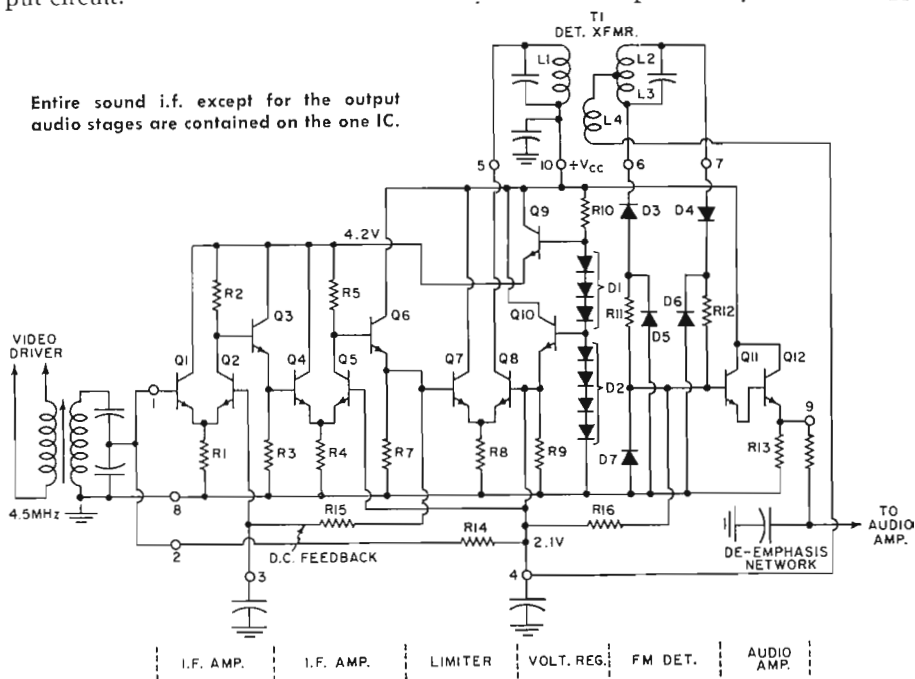 put circuit.
T1
DET. XFMR.
L1
L2
L3
L4
Entire sound i.f. except for the output
audio stages are contained on the one IC.
5
10
+VCC
6
7
Q9
R10
D3
D4
4.2V
D1
R2
Q3
R5
Q6
Q10
R11
D5
D6
R12
VIDEO
DRIVER
Q1
Q2
Q4
Q5
Q7
Q8
D2
Q11
Q12
1
9
R1
R3
R4
R7
R8
R9
D7
R13
4.5MHz
8
R15
R16
TO
AUDIO
AMP.
2
D.C. FEEDBACK
R14
2.1V
DE-EMPHASIS
NETWORK
3
4
I.F. AMP.
I.F. AMP.
LIMITER
VOLT. REG.
FM DET.
AUDIO
AMP.